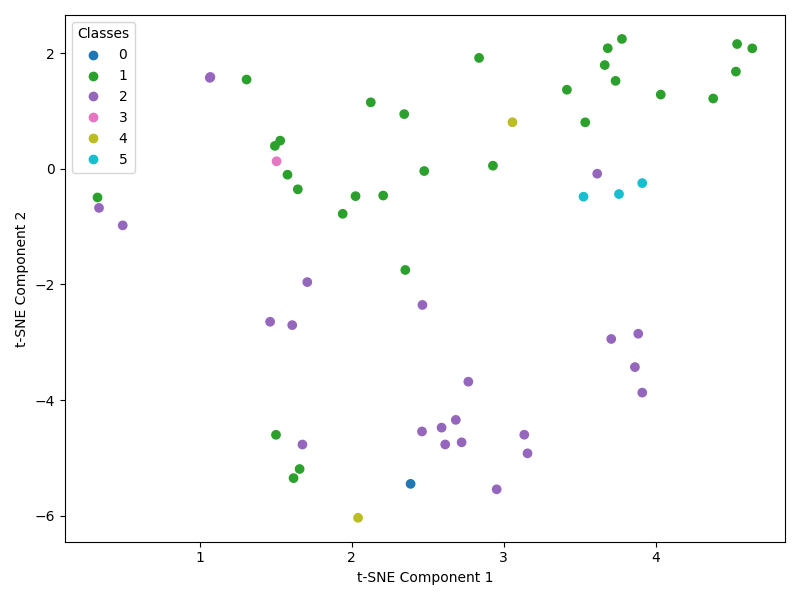 Classes
0
1
2
3
4
5
2
0
−2
−4
−6
t-SNE Component 2
1 2 3 4
t-SNE Component 1